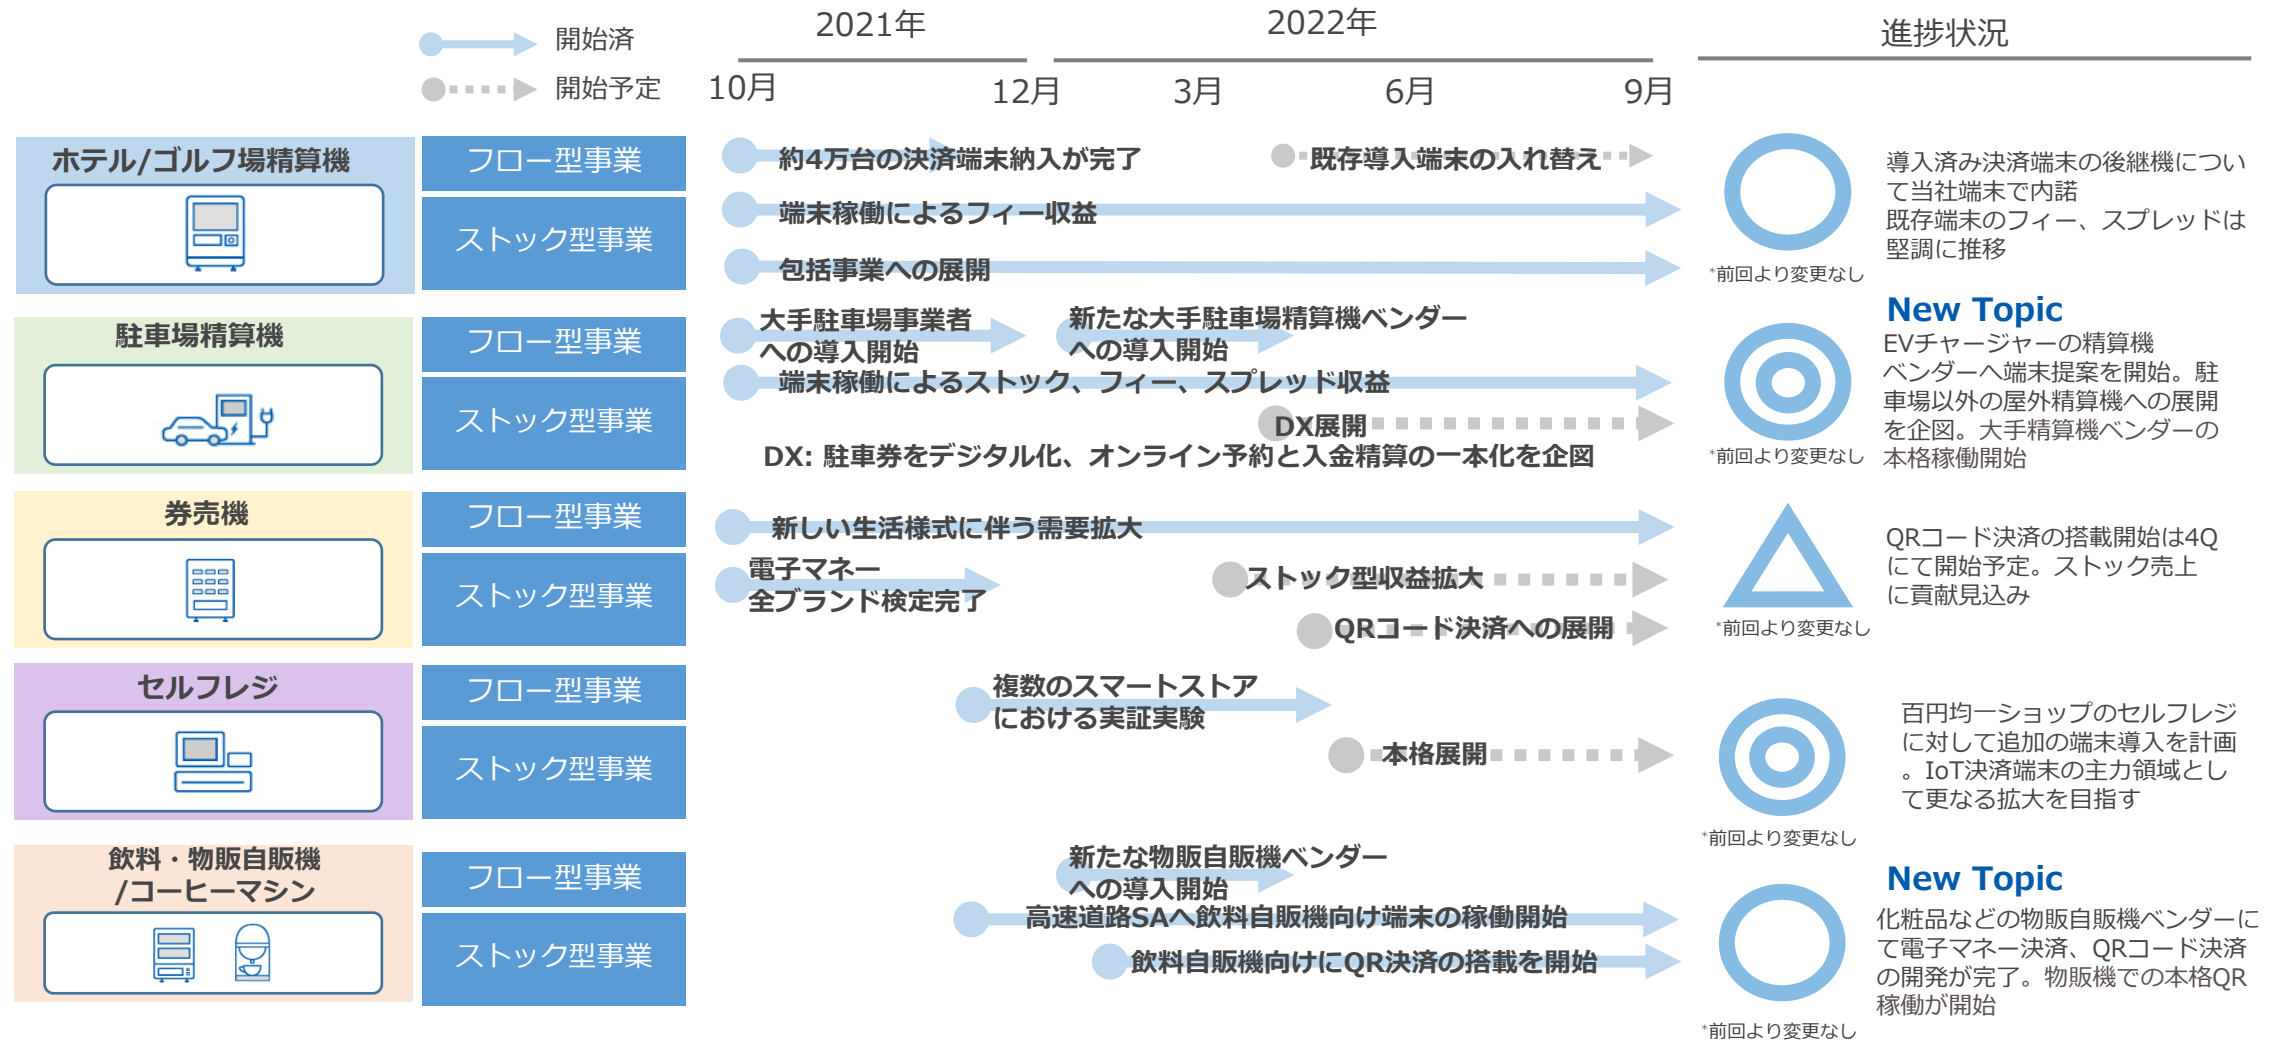 開始済
開始予定
2021年
2022年
進捗状況
10月
12月
3月
6月
9月
ホテル/ゴルフ場精算機
フロー型事業
ストック型事業
約4万台の決済端末納入が完了
既存導入端末の入れ替え
端末稼働によるフィー収益
包括事業への展開
*前回より変更なし
導入済み決済端末の後継機につい
て当社端末で内諾
既存端末のフィー、スプレッドは
堅調に推移
駐車場精算機
フロー型事業
ストック型事業
大手駐車場事業者
への導入開始
新たな大手駐車場精算機ベンダー
への導入開始
端末稼働によるストック、フィー、スプレッド収益
DX展開
DX: 駐車券をデジタル化、オンライン予約と入金精算の一本化を企図
*前回より変更なし
New Topic
EVチャージャーの精算機
ベンダーへ端末提案を開始。駐
車場以外の屋外精算機への展開
を企図。大手精算機ベンダーの
本格稼働開始
券売機
フロー型事業
ストック型事業
新しい生活様式に伴う需要拡大
電子マネー
全ブランド検定完了
ストック型収益拡大
QRコード決済への展開
*前回より変更なし
QRコード決済の搭載開始は4Q
にて開始予定。ストック売上
に貢献見込み
セルフレジ
フロー型事業
ストック型事業
複数のスマートストア
における実証実験
本格展開
*前回より変更なし
百円均一ショップのセルフレジ
に対して追加の端末導入を計画
。IoT決済端末の主力領域とし
て更なる拡大を目指す
飲料・物販自販機
/コーヒーマシン
フロー型事業
ストック型事業
新たな物販自販機ベンダー
への導入開始
高速道路SAへ飲料自販機向け端末の稼働開始
飲料自販機向けにQR決済の搭載を開始
*前回より変更なし
New Topic
化粧品などの物販自販機ベンダーに
て電子マネー決済、QRコード決済
の開発が完了。物販機での本格QR
稼働が開始